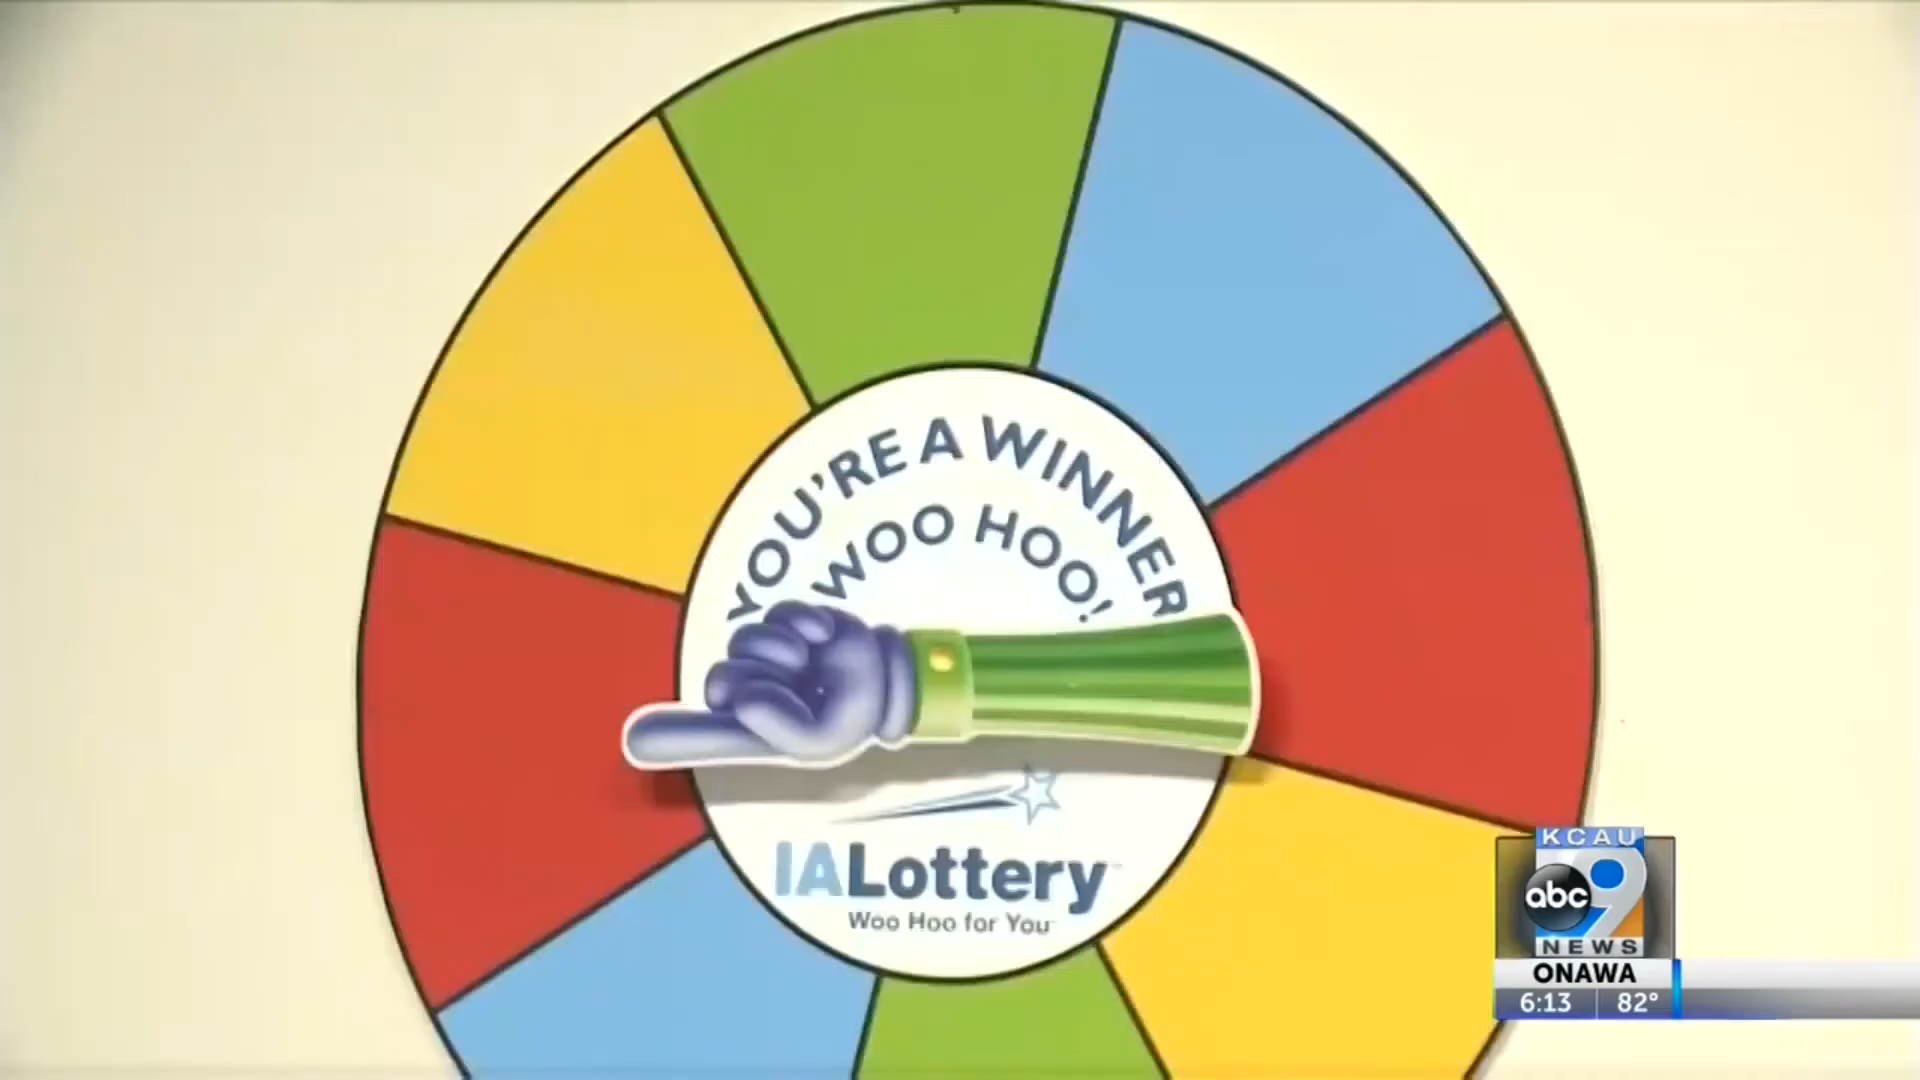 YOU'RE A WINNER
WOO HOO!
IALottery
Woo Hoo for You
KCAU
abc 9
NEWS
ONAWA
6:13 82°